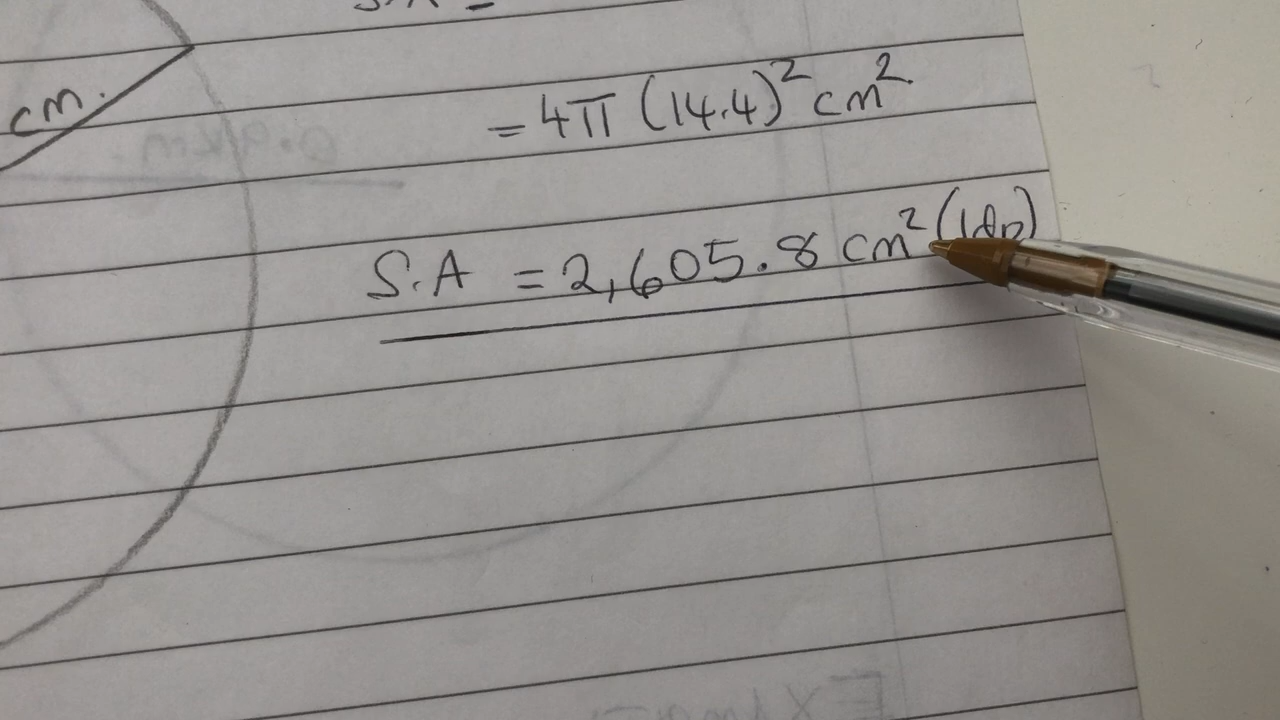 S.A =
cm.
= 4π (14.4)² cm²
S.A = 2,605.8 cm² (1dp)